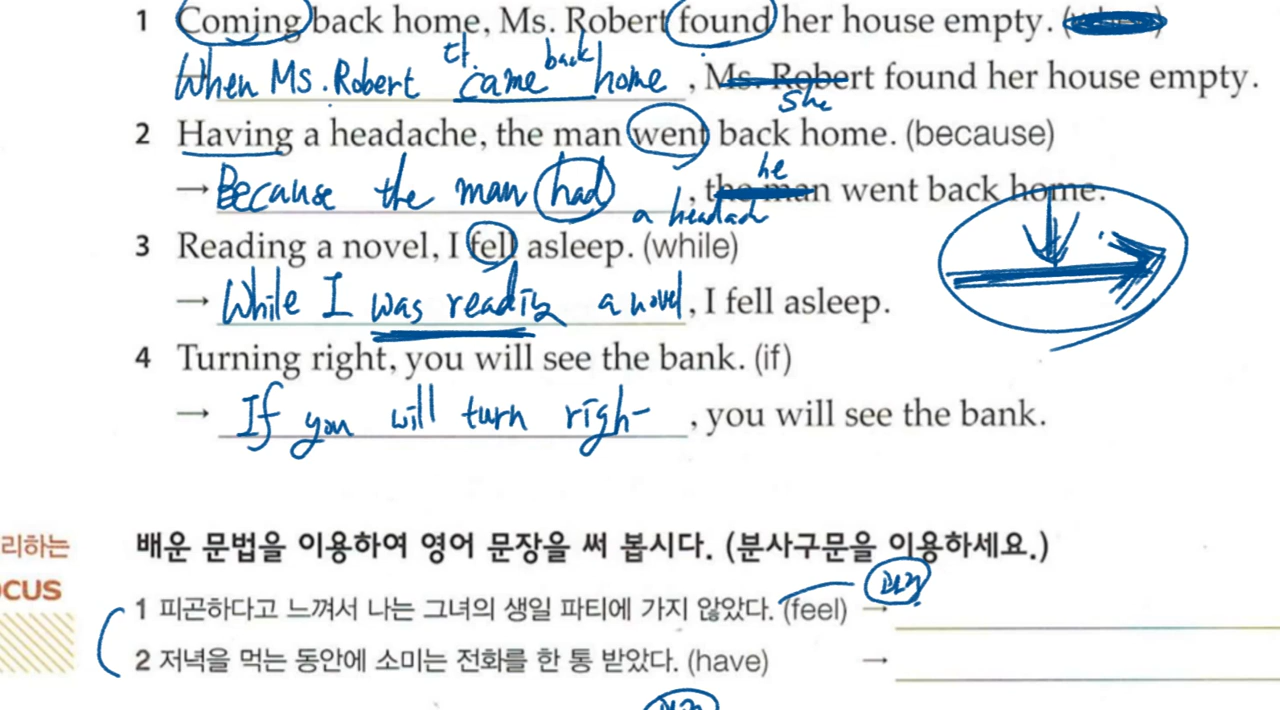 1 Coming back home, Ms. Robert found her house empty.
When Ms. Robert came back home, Ms. Robert found her house empty.
she
2 Having a headache, the man went back home. (because)
he
→ Because the man had, the man went back home.
a headach
3 Reading a novel, I fell asleep. (while)
→ While I was reading a novel, I fell asleep.
4 Turning right, you will see the bank. (if)
→ If you will turn right, you will see the bank.
리하는 배운 문법을 이용하여 영어 문장을 써 봅시다. (분사구문을 이용하세요.)
OCUS
과거
1 피곤하다고 느껴서 나는 그녀의 생일 파티에 가지 않았다. (feel) →
2 저녁을 먹는 동안에 소미는 전화를 한 통 받았다. (have) →